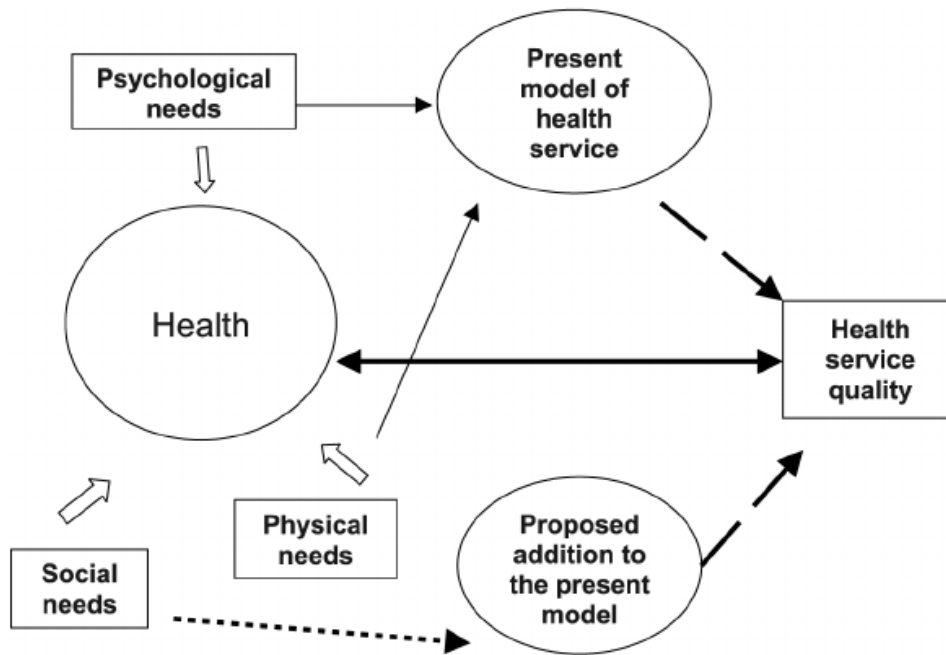 Psychological
needs
Present
model of
health
service
Health
Health
service
quality
Physical
needs
Social
needs
Proposed
addition to
the present
model